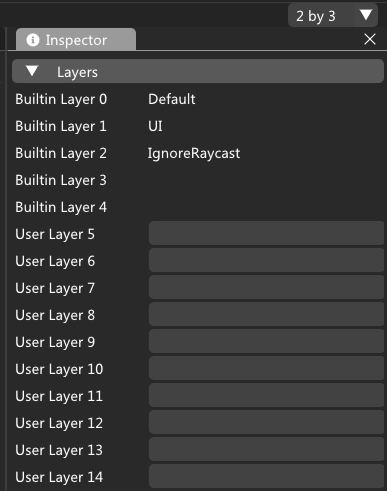 2 by 3
Inspector
Layers
Builtin Layer 0 Default
Builtin Layer 1 UI
Builtin Layer 2 IgnoreRaycast
Builtin Layer 3
Builtin Layer 4
User Layer 5
User Layer 6
User Layer 7
User Layer 8
User Layer 9
User Layer 10
User Layer 11
User Layer 12
User Layer 13
User Layer 14